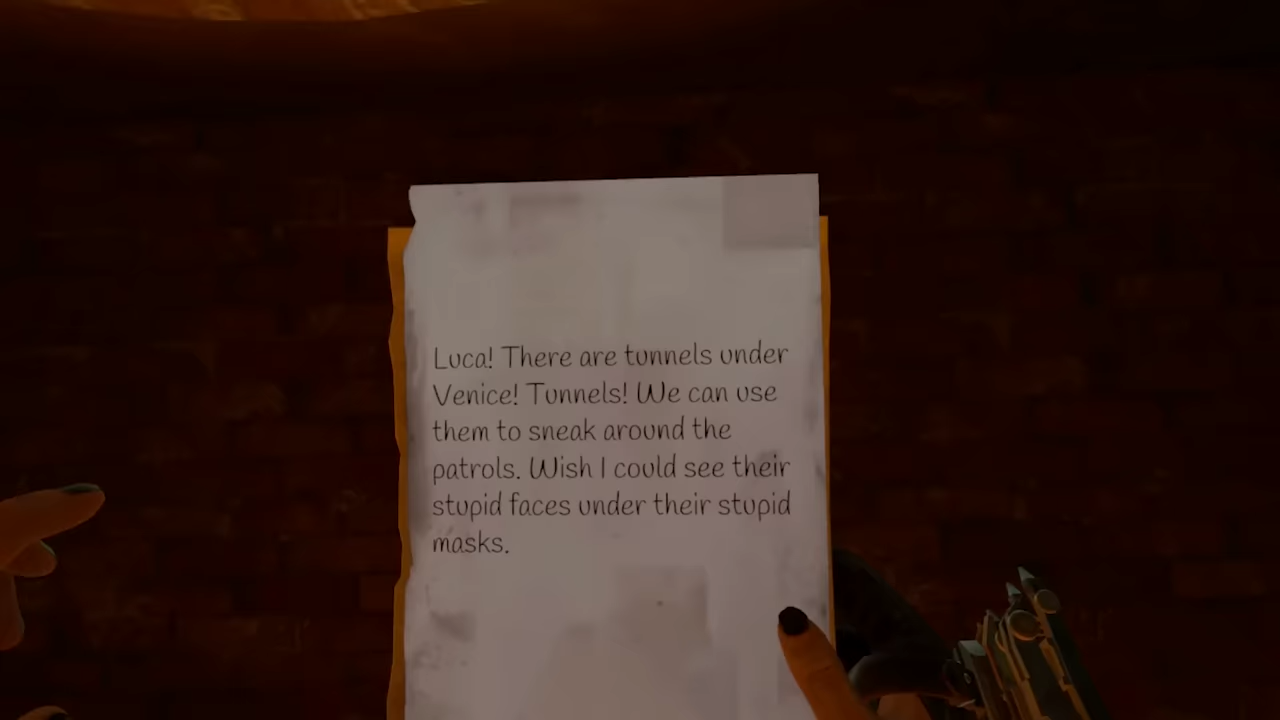 Luca! There are tunnels under
Venice! Tunnels! We can use
them to sneak around the
patrols. Wish I could see their
stupid faces under their stupid
masks.